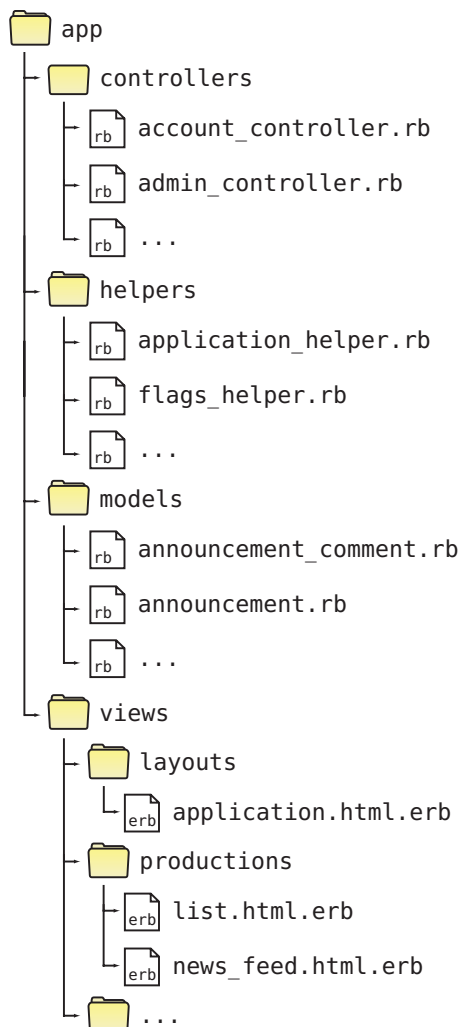 app
controllers
rb account_controller.rb
rb admin_controller.rb
rb ...
helpers
rb application_helper.rb
rb flags_helper.rb
rb ...
models
rb announcement_comment.rb
rb announcement.rb
rb ...
views
layouts
erb application.html.erb
productions
erb list.html.erb
erb news_feed.html.erb
...